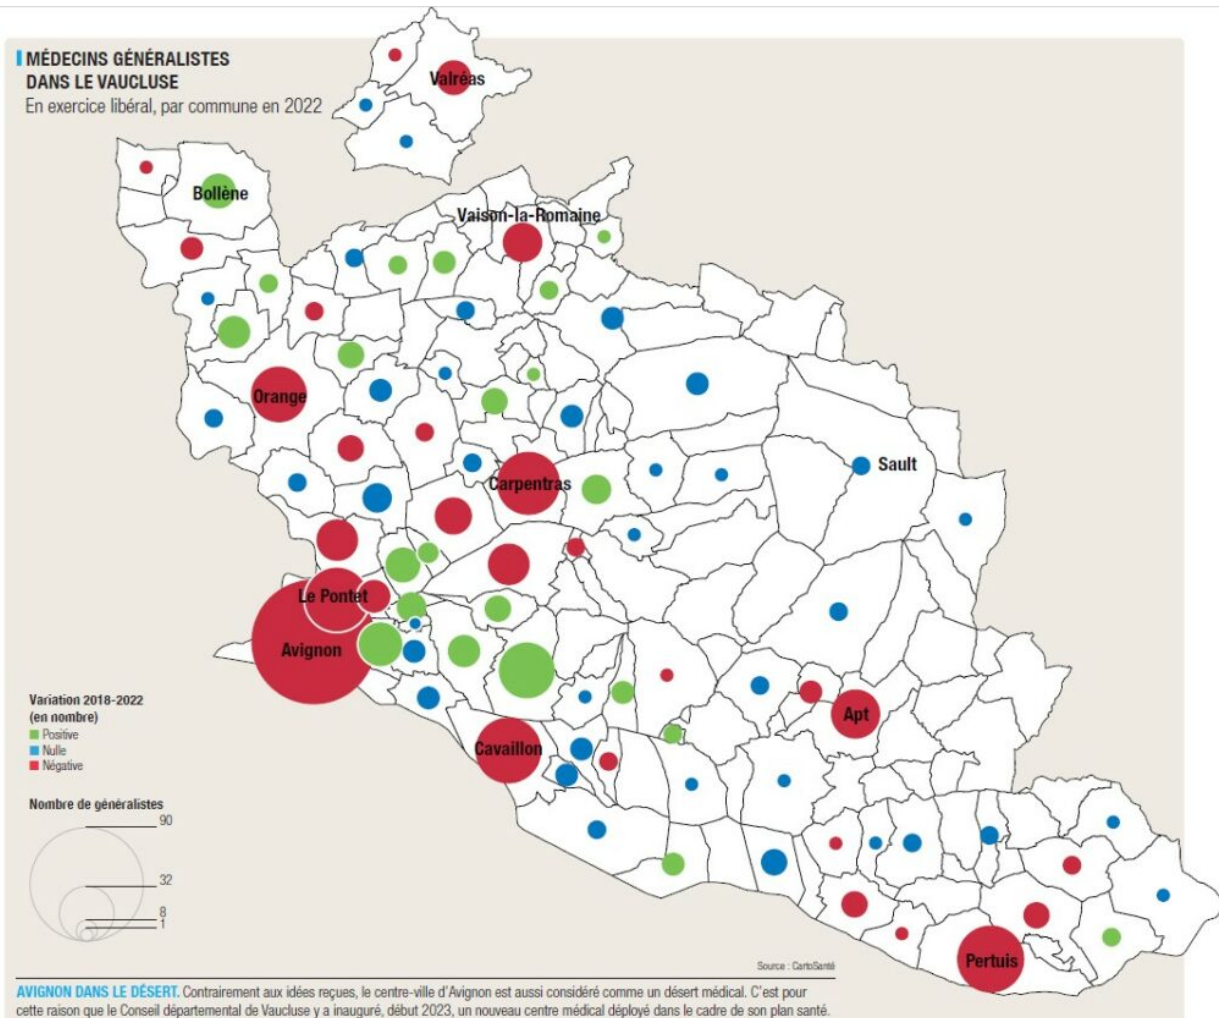 MÉDECINS GÉNÉRALISTES
DANS LE VAUCLUSE
En exercice libéral, par commune en 2022
Valréas
Bollène
Vaison-la-Romaine
Orange
Sault
Carpentras
Le Pontet
Avignon
Apt
Cavaillon
Pertuis
Variation 2018-2022
(en nombre)
Positive
Nulle
Négative
Nombre de généralistes
90
32
8
1
Source : CartoSanté
AVIGNON DANS LE DÉSERT. Contrairement aux idées reçues, le centre-ville d'Avignon est aussi considéré comme un désert médical. C'est pour
cette raison que le Conseil départemental de Vaucluse y a inauguré, début 2023, un nouveau centre médical déployé dans le cadre de son plan santé.